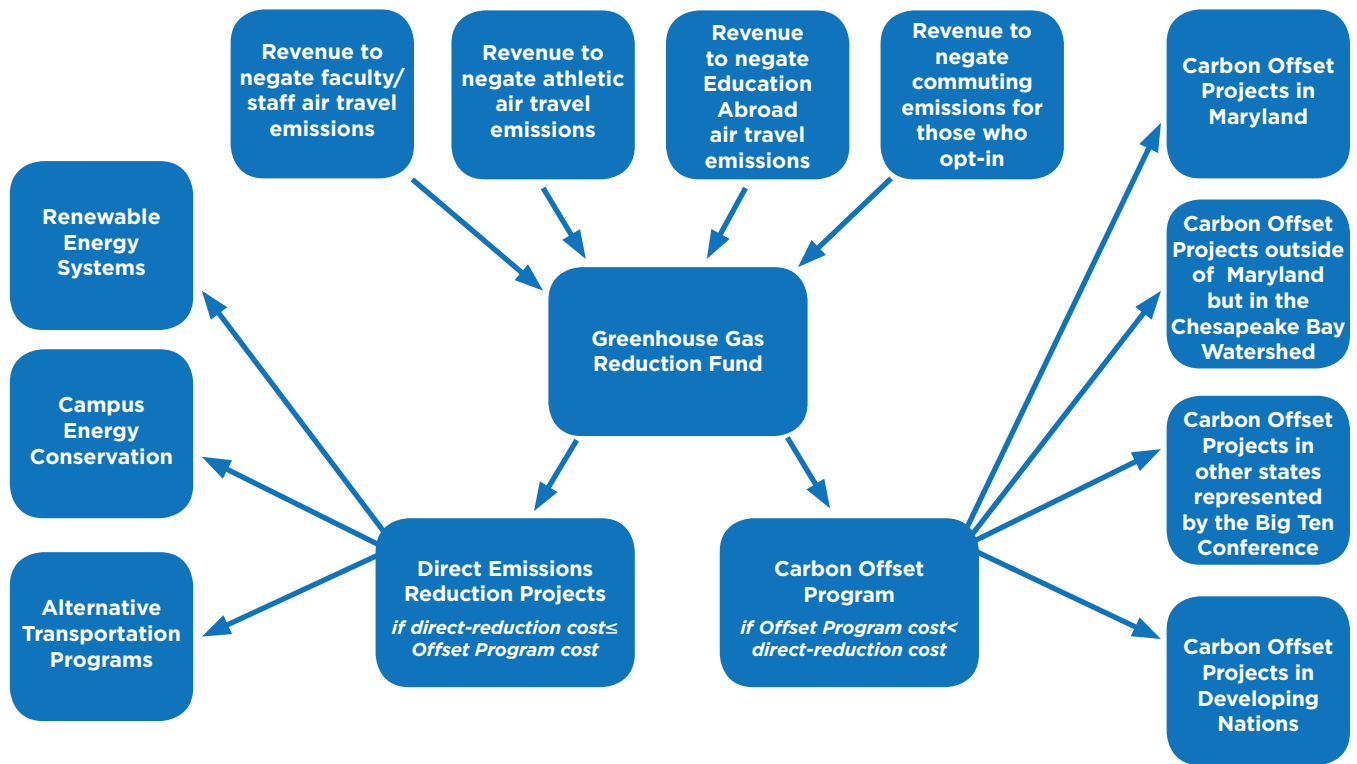 Revenue to
negate faculty/
staff air travel
emissions
Revenue to
negate athletic
air travel
emissions
Revenue
to negate
Education
Abroad
air travel
emissions
Revenue to
negate
commuting
emissions for
those who
opt-in
Carbon Offset
Projects in
Maryland
Renewable
Energy
Systems
Carbon Offset
Projects outside
of Maryland
but in the
Chesapeake Bay
Watershed
Greenhouse Gas
Reduction Fund
Campus
Energy
Conservation
Carbon Offset
Projects in
other states
represented
by the Big Ten
Conference
Direct Emissions
Reduction Projects
if direct-reduction cost≤
Offset Program cost
Carbon Offset
Program
if Offset Program cost<
direct-reduction cost
Alternative
Transportation
Programs
Carbon Offset
Projects in
Developing
Nations